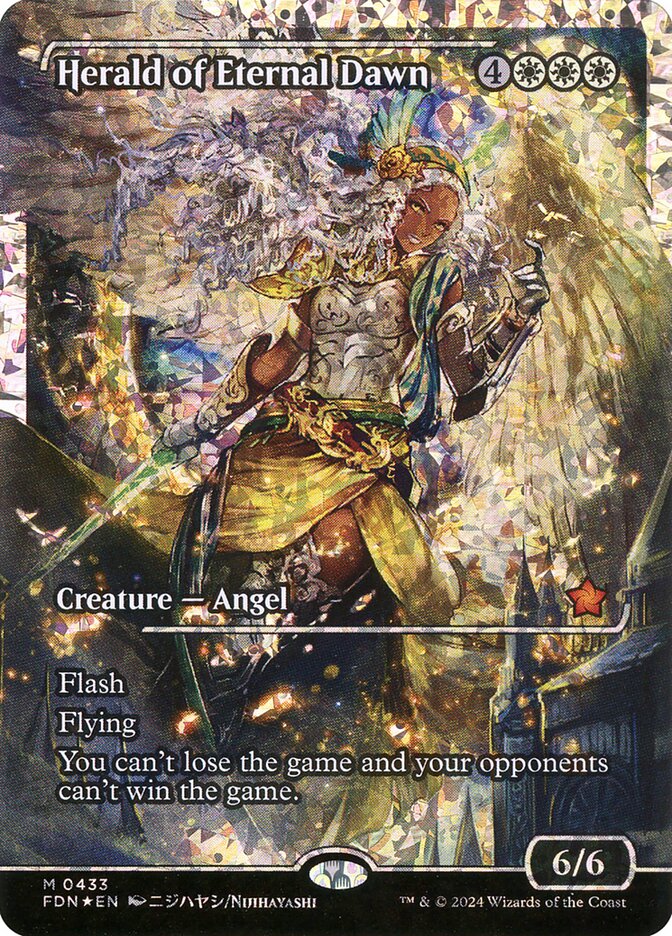 Herald of Eternal Dawn 4
Creature — Angel
Flash
Flying
You can't lose the game and your opponents
can't win the game.
6/6
M 0433
FDN★EN ニジハヤシ/NIJIHAYASHI
™ & © 2024 Wizards of the Coast